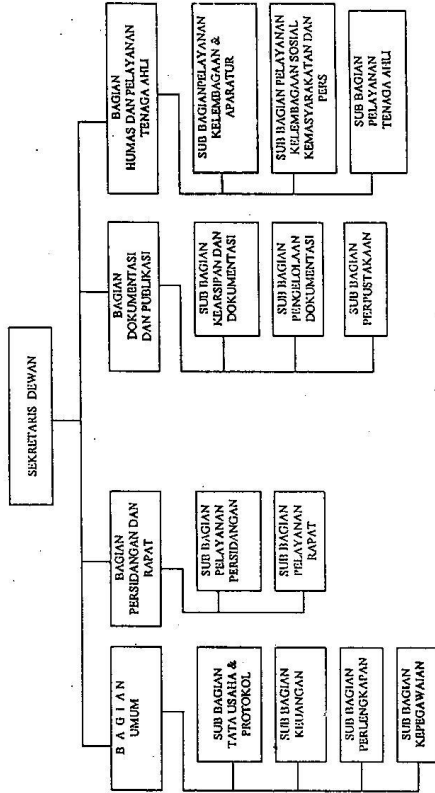 SEKRETARIS DEWAN
B A G I A N
UMUM
SUB BAGIAN
TATA USAHA &
PROTOKOL
SUB BAGIAN
KEUANGAN
SUB BAGIAN
PERLENGKAPAN
SUB BAGIAN
KEPEGAWAIAN
BAGIAN
PERSIDANGAN DAN
RAPAT
SUB BAGIAN
PELAYANAN
PERSIDANGAN
SUB BAGIAN
PELAYANAN
RAPAT
BAGIAN
DOKUMENTASI
DAN PUBLIKASI
SUB BAGIAN
KEARSIPAN DAN
DOKUMENTASI
SUB BAGIAN
PENGELOLAAN
DOKUMENTASI
SUB BAGIAN
PERPUSTAKAAN
BAGIAN
HUMAS DAN PELAYANAN
TENAGA AHLI
SUB BAGIANPELAYANAN
KELEMBAGAAN &
APARATUR
SUB BAGIAN PELAYANAN
KELEMBAGAAN SOSIAL
KEMASYARAKATAN DAN
PERS
SUB BAGIAN
PELAYANAN
TENAGA AHLI